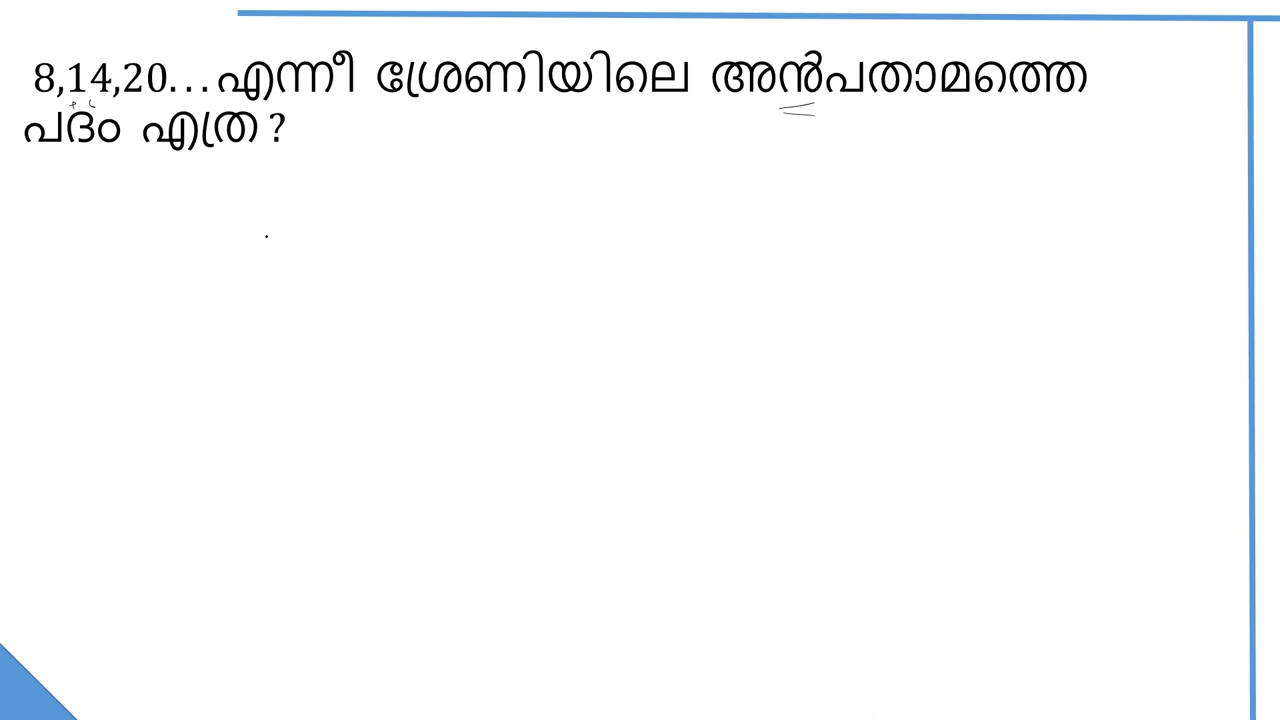 8,14,20...എന്നീ ശ്രേണിയിലെ അൻപതാമത്തെ
പദം എത്ര ?